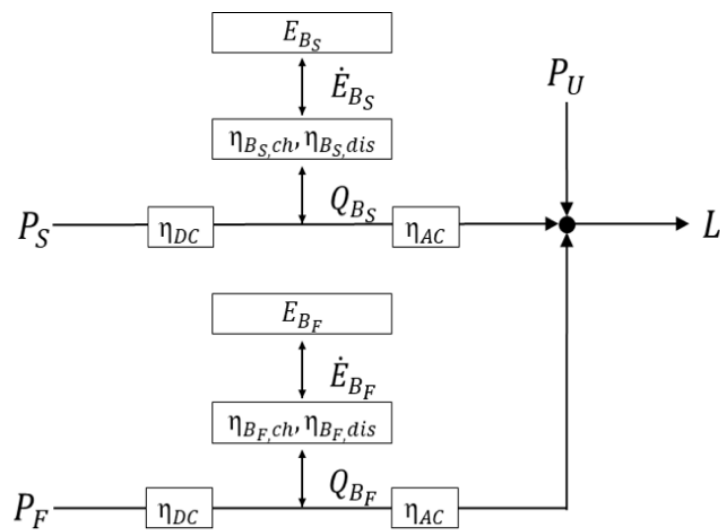 E_{B_S}
Ė_{B_S}
P_U
η_{B_S,ch}, η_{B_S,dis}
Q_{B_S}
P_S η_{DC} η_{AC} L
E_{B_F}
Ė_{B_F}
η_{B_F,ch}, η_{B_F,dis}
Q_{B_F}
P_F η_{DC} η_{AC}